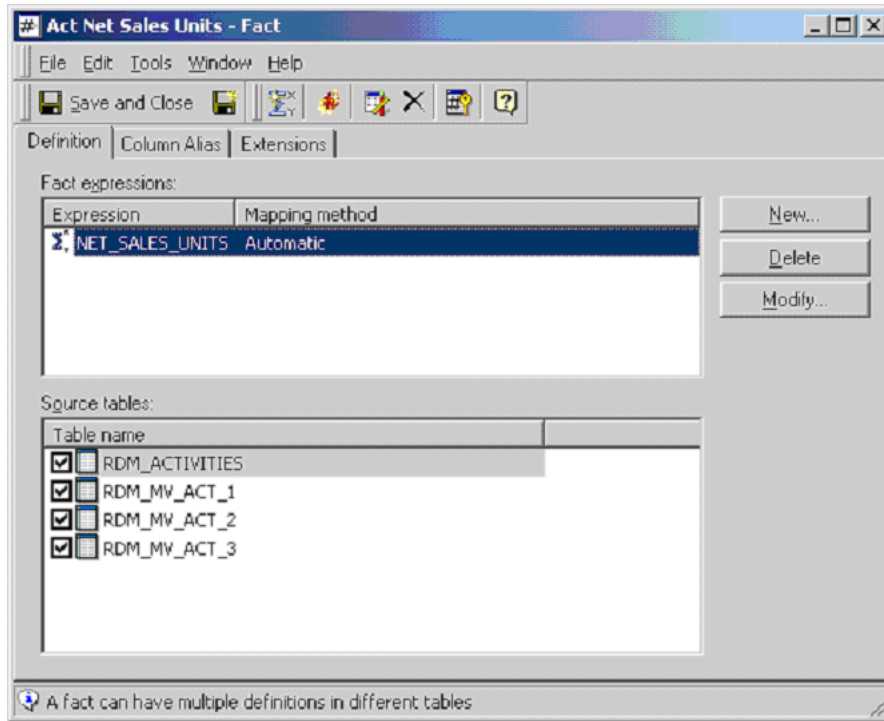 Act Net Sales Units - Fact
File Edit Tools Window Help
Save and Close
Definition Column Alias Extensions
Fact expressions:
Expression Mapping method
NET_SALES_UNITS Automatic
New...
Delete
Modify...
Source tables:
Table name
RDM_ACTIVITIES
RDM_MV_ACT_1
RDM_MV_ACT_2
RDM_MV_ACT_3
A fact can have multiple definitions in different tables